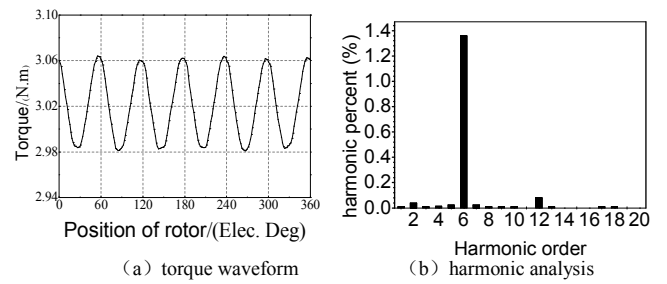 3.10
3.06
3.02
2.98
2.94
Torque/(N.m)
0 60 120 180 240 300 360
Position of rotor/(Elec. Deg)
（a）torque waveform
1.4
1.2
1.0
0.8
0.6
0.4
0.2
0.0
harmonic percent (%)
2 4 6 8 10 12 14 16 18 20
Harmonic order
（b）harmonic analysis